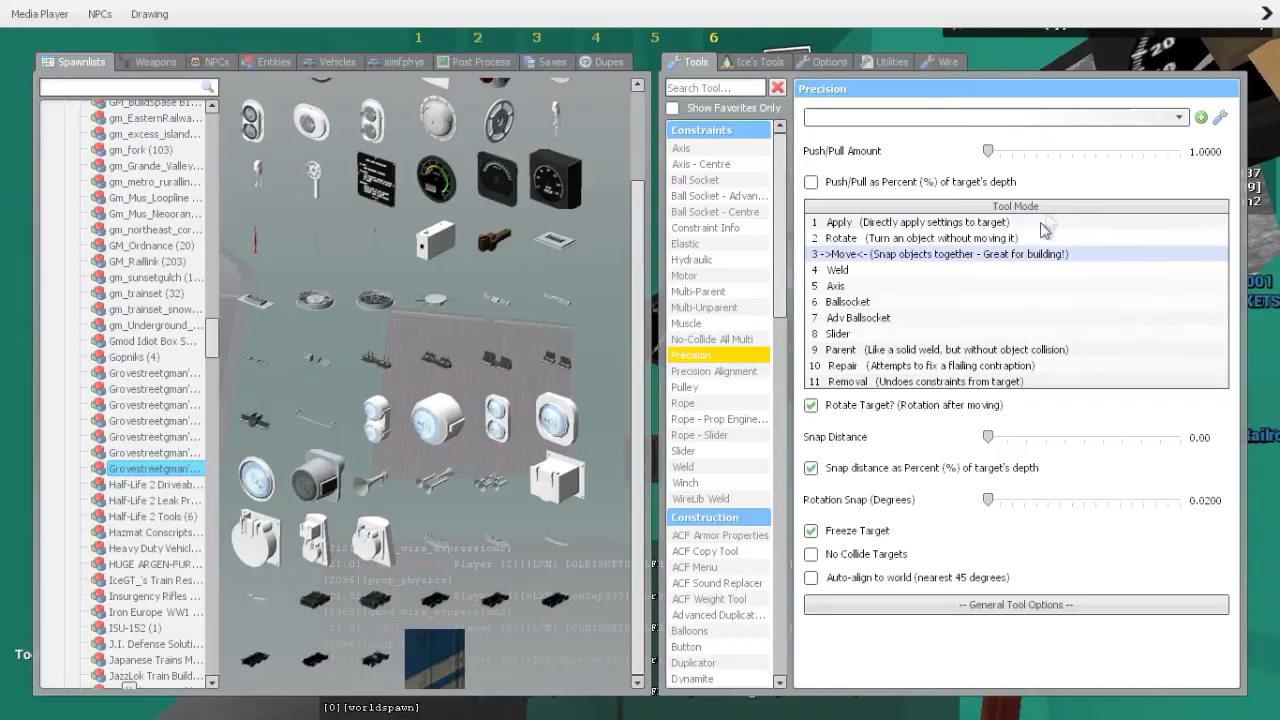 Media Player NPCs Drawing
1 2 3 4 5 6
Spawnlists Weapons NPCs Entities Vehicles simfphys Post Process Saves Dupes
GM_BuildSpase B1...
gm_EasternRailwa...
gm_excess_island...
gm_fork (103)
gm_Grande_Valley...
gm_metro_rurallin...
Gm_Mus_Loopline...
Gm_Mus_Neooran...
gm_northeast_cor...
GM_Ordnance (20)
GM_Raillink (203)
gm_sunsetgulch (1...
gm_trainset (32)
gm_trainset_snow...
gm_Underground_...
Gmod Idiot Box S...
Gopniks (4)
Grovestreetgman'...
Grovestreetgman'...
Grovestreetgman'...
Grovestreetgman'...
Grovestreetgman'...
Grovestreetgman'...
Grovestreetgman'...
Half-Life 2 Driveab...
Half-Life 2 Leak Pr...
Half-Life 2 Tools (6)
Hazmat Conscripts...
Heavy Duty Vehicl...
HUGE ARGEN-FUR...
IceGT_'s Train Res...
Insurgency Rifles ...
Iron Europe WW1 ...
ISU-152 (1)
J.I. Defense Soluti...
Japanese Trains M...
JazzLok Train Build...
[2096][prop_physics]
[0][worldspawn]
Tools Ice's Tools Options Utilities Wire
Search Tool...
Show Favorites Only
Constraints
Axis
Axis - Centre
Ball Socket
Ball Socket - Advan...
Ball Socket - Centre
Constraint Info
Elastic
Hydraulic
Motor
Multi-Parent
Multi-Unparent
Muscle
No-Collide All Multi
Precision
Precision Alignment
Pulley
Rope
Rope - Prop Engine...
Rope - Slider
Slider
Weld
Winch
WireLib Weld
Construction
ACF Armor Properties
ACF Copy Tool
ACF Menu
ACF Sound Replacer
ACF Weight Tool
Advanced Duplicat...
Balloons
Button
Duplicator
Dynamite
Precision
Push/Pull Amount 1.0000
Push/Pull as Percent (%) of target's depth
Tool Mode
1 Apply (Directly apply settings to target)
2 Rotate (Turn an object without moving it)
3 ->Move<- (Snap objects together - Great for building!)
4 Weld
5 Axis
6 Ballsocket
7 Adv Ballsocket
8 Slider
9 Parent (Like a solid weld, but without object collision)
10 Repair (Attempts to fix a flailing contraption)
11 Removal (Undoes constraints from target)
Rotate Target? (Rotation after moving)
Snap Distance 0.00
Snap distance as Percent (%) of target's depth
Rotation Snap (Degrees) 0.0200
Freeze Target
No Collide Targets
Auto-align to world (nearest 45 degrees)
-- General Tool Options --